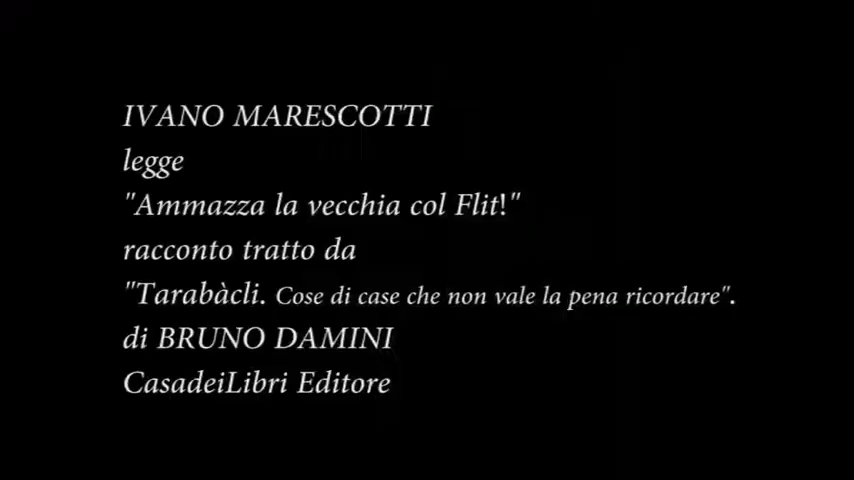 IVANO MARESCOTTI
legge
"Ammazza la vecchia col Flit!"
racconto tratto da
"Tarabàcli. Cose di case che non vale la pena ricordare".
di BRUNO DAMINI
CasadeiLibri Editore